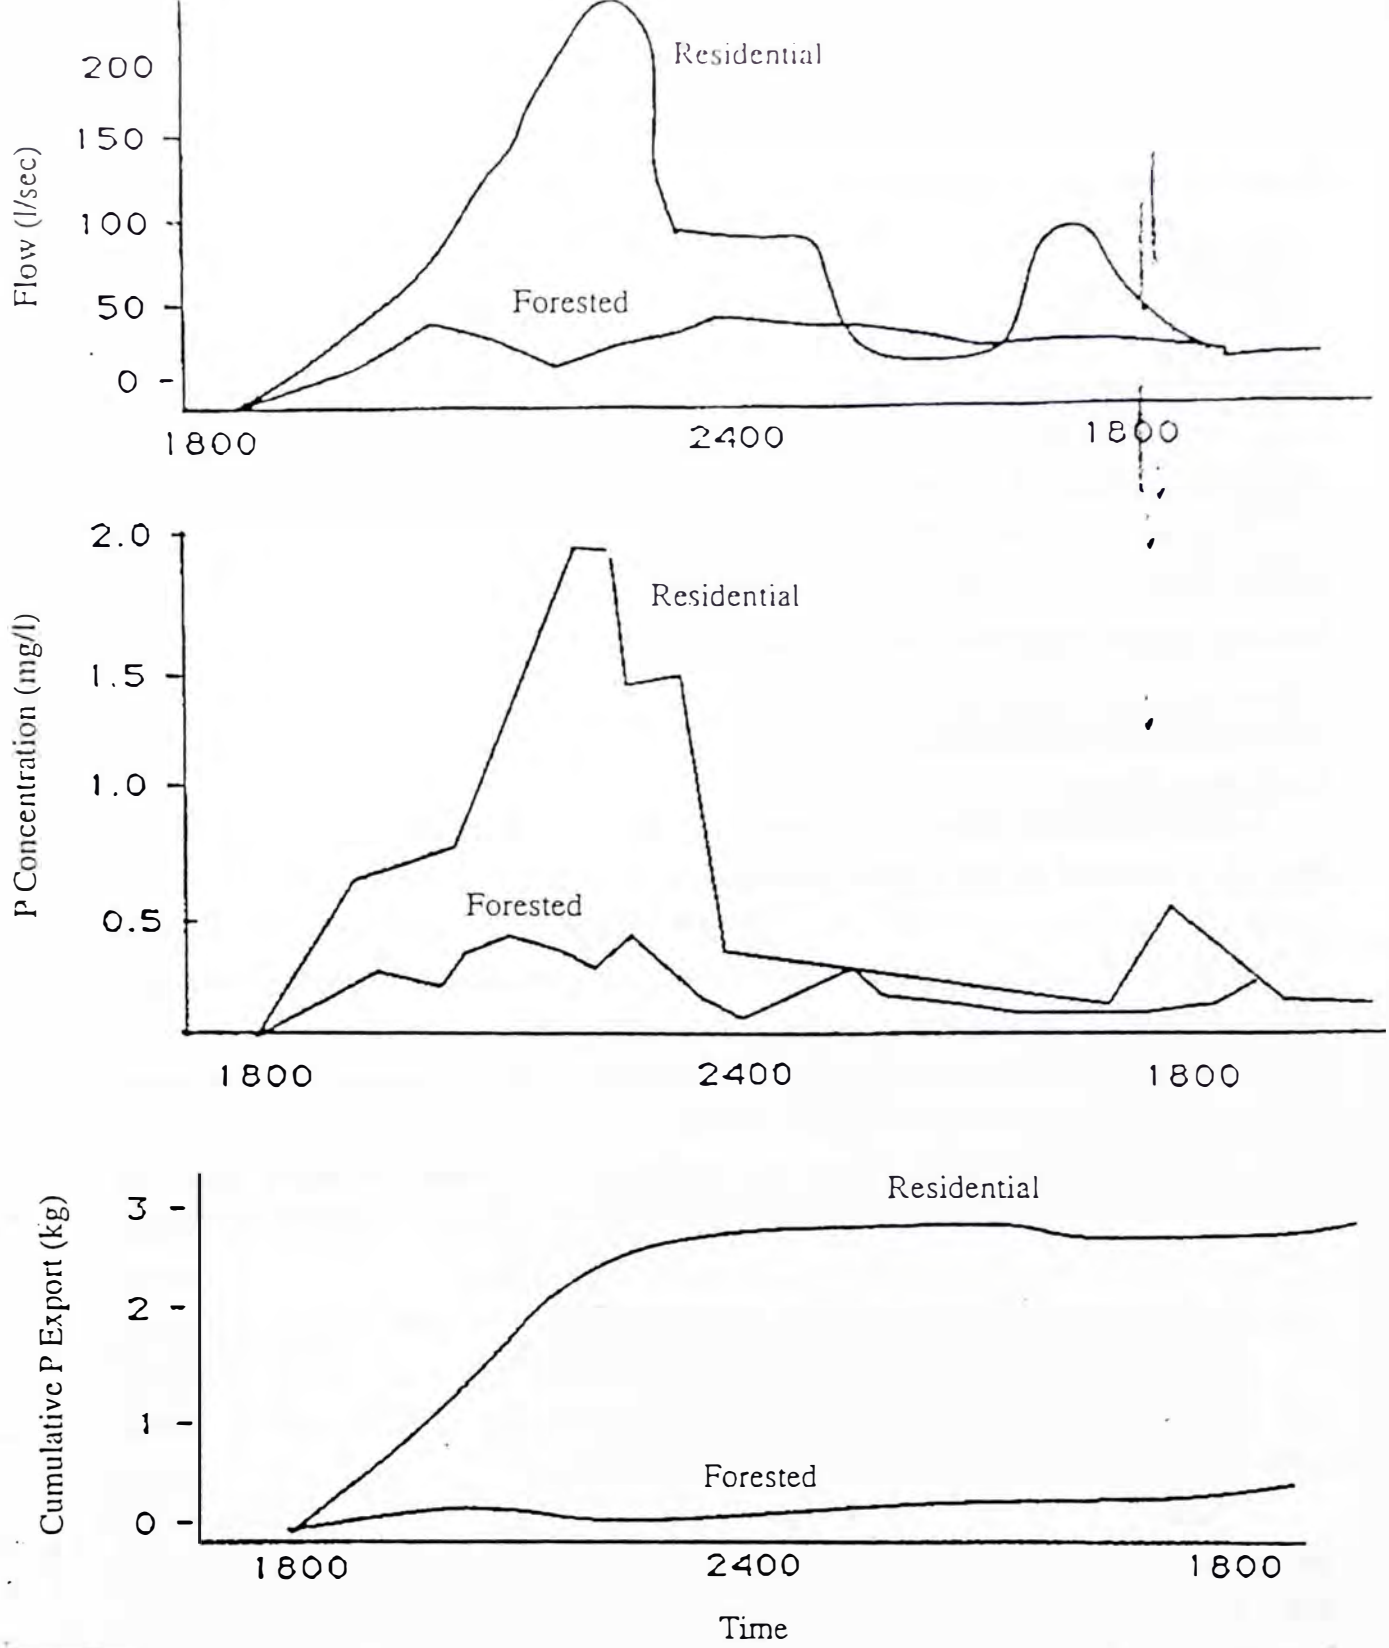 200
Residential
150
Flow (l/sec)
100
Forested
50
0
1800 2400 1800
2.0
Residential
P Concentration (mg/l)
1.5
1.0
Forested
0.5
1800 2400 1800
Residential
3
Cumulative P Export (kg)
2
1
Forested
0
1800 2400 1800
Time